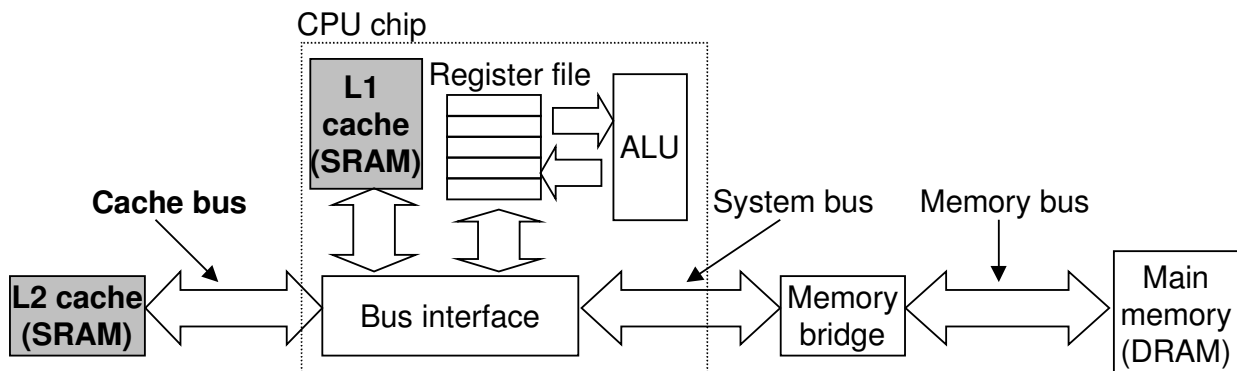 CPU chip
L1
cache
(SRAM)
Register file
ALU
Cache bus
System bus
Memory bus
L2 cache
(SRAM)
Bus interface
Memory
bridge
Main
memory
(DRAM)